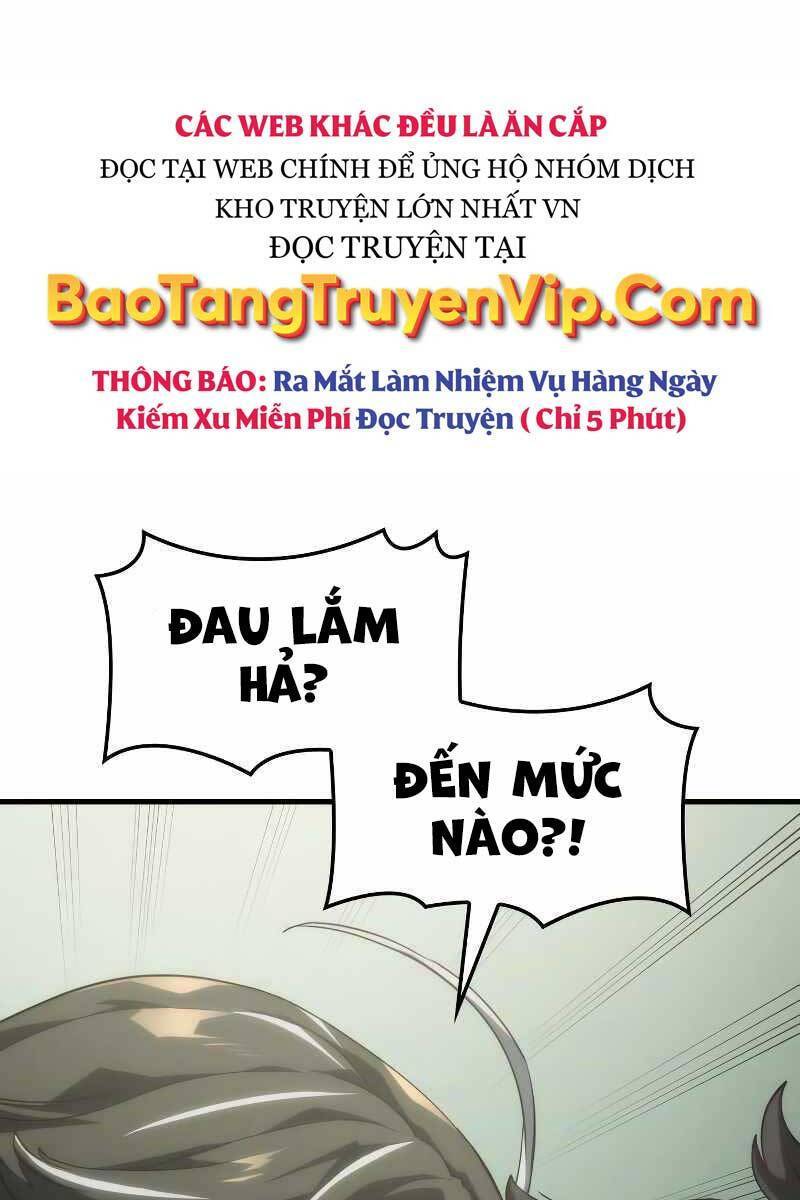 CÁC WEB KHÁC ĐỀU LÀ ĂN CẮP
ĐỌC TẠI WEB CHÍNH ĐỂ ỦNG HỘ NHÓM DỊCH
KHO TRUYỆN LỚN NHẤT VN
ĐỌC TRUYỆN TẠI
BaoTangTruyenVip.Com
THÔNG BÁO: Ra Mắt Làm Nhiệm Vụ Hàng Ngày
Kiếm Xu Miễn Phí Đọc Truyện ( Chỉ 5 Phút)
ĐAU LẮM
HẢ?
ĐẾN MỨC
NÀO?!